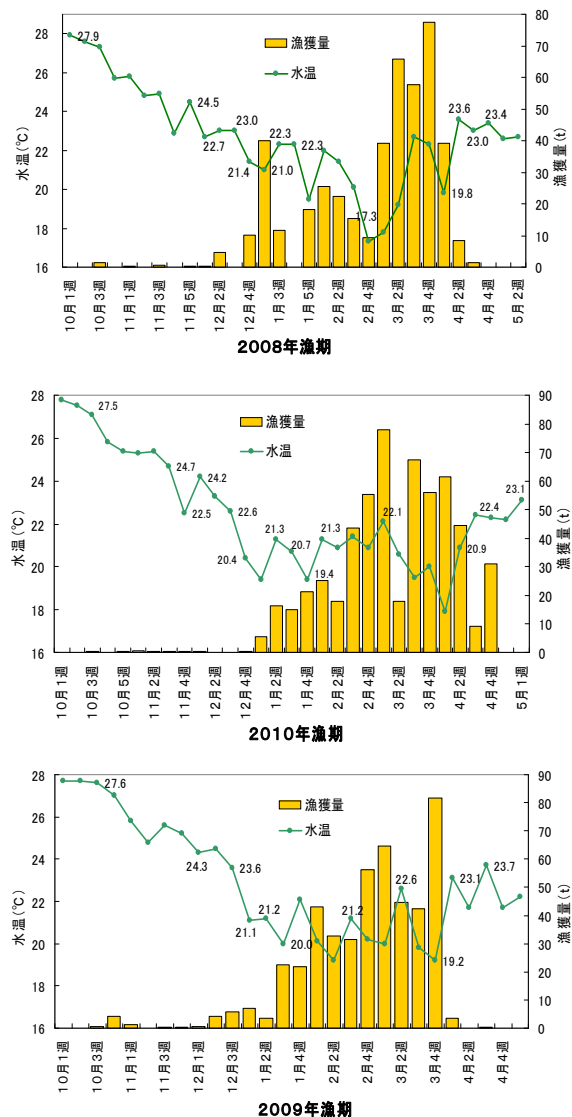 漁獲量
水温
水温(℃)
漁獲量(t)
28
26
24
22
20
18
16
80
70
60
50
40
30
20
10
0
27.9
24.5
22.7
23.0
21.4
21.0
22.3
22.3
17.3
19.8
23.6
23.0
23.4
10月1週
10月3週
11月1週
11月3週
11月5週
12月2週
12月4週
1月3週
1月5週
2月2週
2月4週
3月2週
3月4週
4月2週
4月4週
5月2週
2008年漁期
漁獲量
水温
水温(℃)
漁獲量(t)
28
26
24
22
20
18
16
90
80
70
60
50
40
30
20
10
0
27.5
24.7
22.5
24.2
22.6
20.4
21.3
20.7
19.4
21.3
22.1
20.9
22.4
23.1
10月1週
10月3週
10月5週
11月2週
11月4週
12月2週
12月4週
1月2週
1月4週
2月2週
2月4週
3月2週
3月4週
4月2週
4月4週
5月1週
2010年漁期
漁獲量
水温
水温(℃)
漁獲量(t)
28
26
24
22
20
18
16
90
80
70
60
50
40
30
20
10
0
27.6
24.3
23.6
21.1
21.2
20.0
21.2
22.6
19.2
23.1
23.7
10月1週
10月3週
11月1週
11月3週
12月1週
12月3週
1月2週
1月4週
2月2週
2月4週
3月2週
3月4週
4月2週
4月4週
2009年漁期